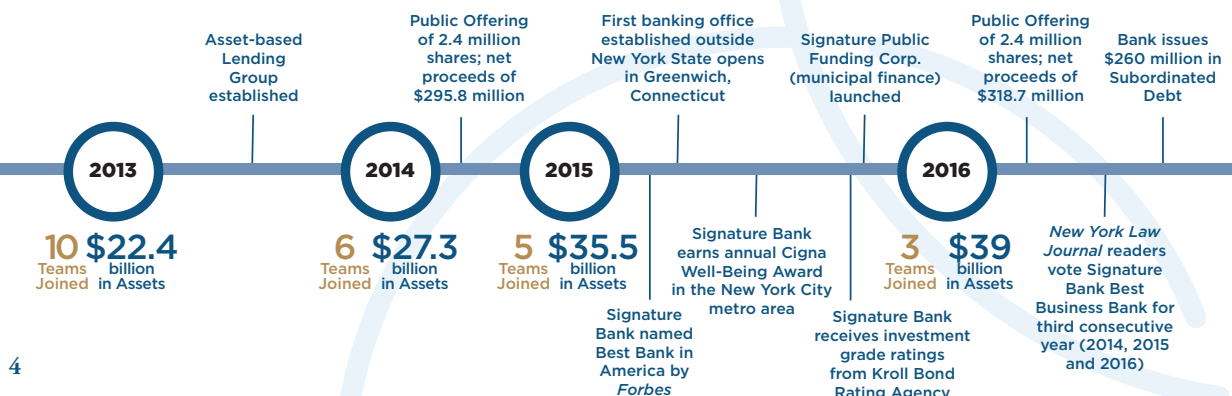 Asset-based
Lending
Group
established
Public Offering
of 2.4 million
shares; net
proceeds of
$295.8 million
First banking office
established outside
New York State opens
in Greenwich,
Connecticut
Signature Public
Funding Corp.
(municipal finance)
launched
Public Offering
of 2.4 million
shares; net
proceeds of
$318.7 million
Bank issues
$260 million in
Subordinated
Debt
2013
2014
2015
2016
10 Teams Joined
$22.4 billion in Assets
6 Teams Joined
$27.3 billion in Assets
5 Teams Joined
$35.5 billion in Assets
Signature
Bank named
Best Bank in
America by
Forbes
Signature Bank
earns annual Cigna
Well-Being Award
in the New York City
metro area
Signature Bank
receives investment
grade ratings
from Kroll Bond
Rating Agency
3 Teams Joined
$39 billion in Assets
New York Law
Journal readers
vote Signature
Bank Best
Business Bank for
third consecutive
year (2014, 2015
and 2016)
4